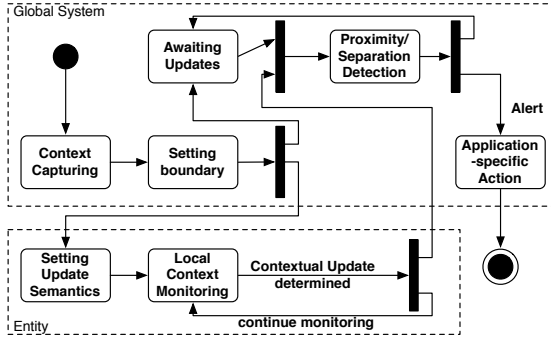 Global System
Awaiting
Updates
Proximity/
Separation
Detection
Alert
Context
Capturing
Setting
boundary
Application
-specific
Action
Setting
Update
Semantics
Local
Context
Monitoring
Contextual Update
determined
continue monitoring
Entity